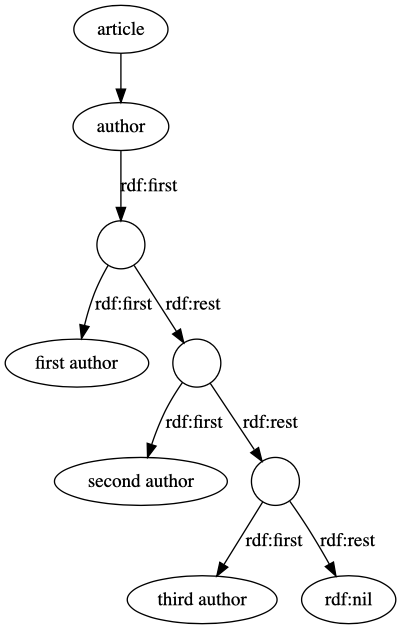 article
author
rdf:first
rdf:first rdf:rest
first author
rdf:first rdf:rest
second author
rdf:first rdf:rest
third author rdf:nil